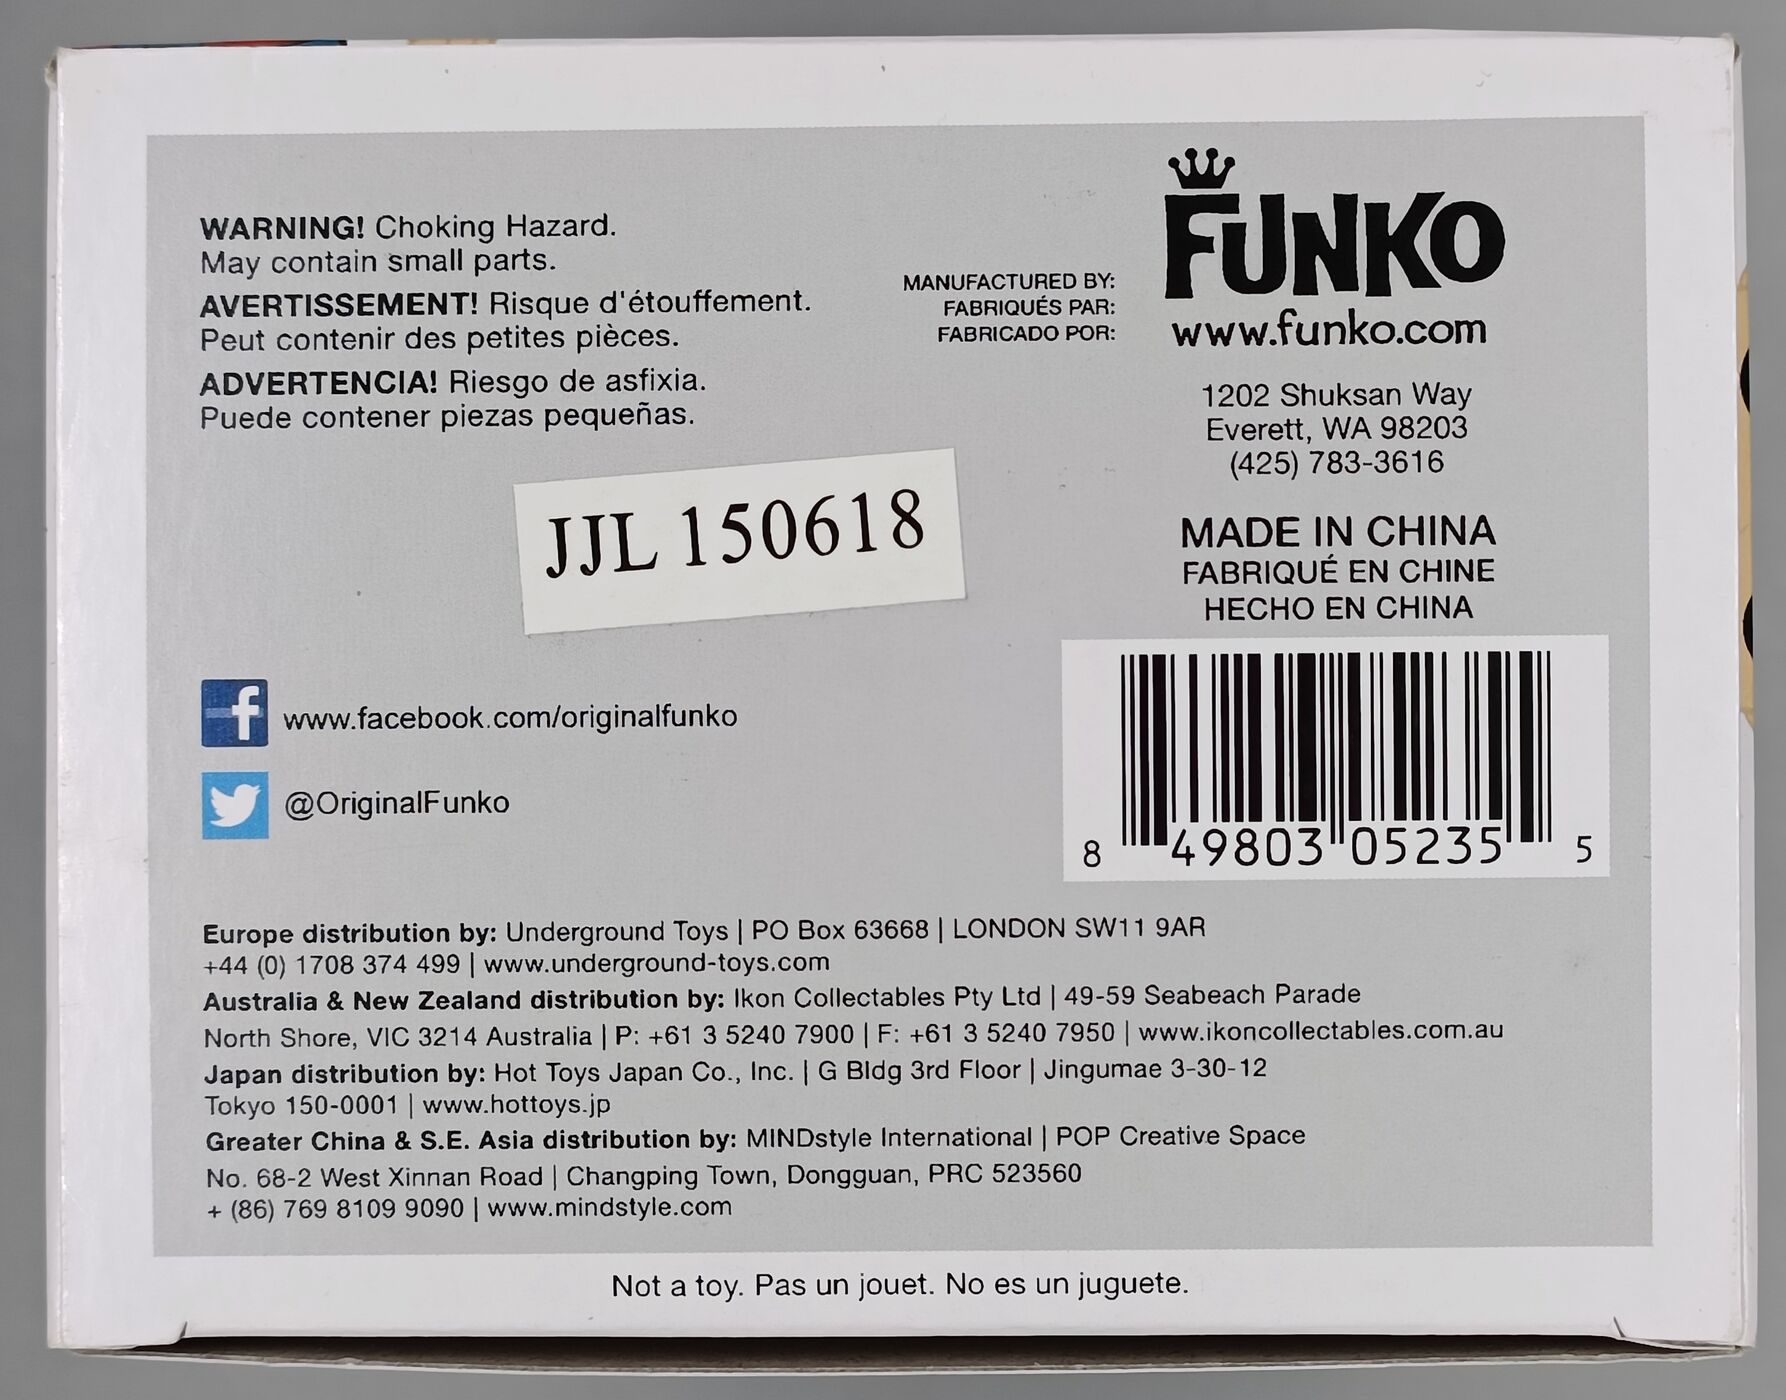 WARNING! Choking Hazard.
May contain small parts.
AVERTISSEMENT! Risque d'étouffement.
Peut contenir des petites pièces.
ADVERTENCIA! Riesgo de asfixia.
Puede contener piezas pequeñas.
MANUFACTURED BY:
FABRIQUÉS PAR:
FABRICADO POR:
FUNKO
www.funko.com
1202 Shuksan Way
Everett, WA 98203
(425) 783-3616
MADE IN CHINA
FABRIQUÉ EN CHINE
HECHO EN CHINA
JJL 150618
f www.facebook.com/originalfunko
@OriginalFunko
8 49803 05235 5
Europe distribution by: Underground Toys | PO Box 63668 | LONDON SW11 9AR
+44 (0) 1708 374 499 | www.underground-toys.com
Australia & New Zealand distribution by: Ikon Collectables Pty Ltd | 49-59 Seabeach Parade
North Shore, VIC 3214 Australia | P: +61 3 5240 7900 | F: +61 3 5240 7950 | www.ikoncollectables.com.au
Japan distribution by: Hot Toys Japan Co., Inc. | G Bldg 3rd Floor | Jingumae 3-30-12
Tokyo 150-0001 | www.hottoys.jp
Greater China & S.E. Asia distribution by: MINDstyle International | POP Creative Space
No. 68-2 West Xinnan Road | Changping Town, Dongguan, PRC 523560
+ (86) 769 8109 9090 | www.mindstyle.com
Not a toy. Pas un jouet. No es un juguete.